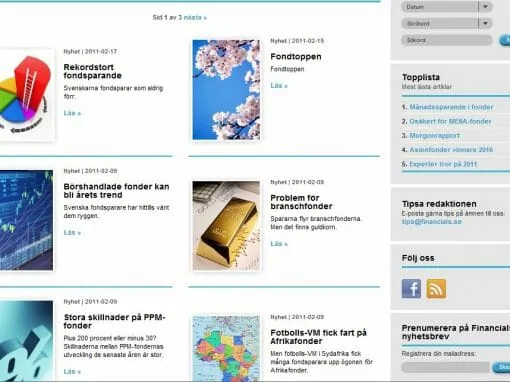 Sid 1 av 3 nästa »
Nyhet | 2011-02-17
Rekordstort
fondsparande
Svenskarna fondsparar som aldrig
förr.
Läs »
Nyhet | 2011-02-15
Fondtoppen
Fondtoppen
Läs »
Nyhet | 2011-02-09
Börshandlade fonder kan
bli årets trend
Svenska fondsparare har hittills vänt
dem ryggen.
Läs »
Nyhet | 2011-02-09
Problem för
branschfonder
Spararna flyr branschfonderna.
Men det finns guldkorn.
Läs »
Nyhet | 2011-02-09
Stora skillnader på PPM-
fonder
Plus 200 procent eller minus 30?
Skillnaderna mellan PPM-fondernas
utveckling de senaste åren är stor.
Läs »
Nyhet | 2011-02-09
Fotbolls-VM fick fart på
Afrikafonder
Men fotbolls-VM i Sydafrika fick
många fondsparare upp ögonen för
Afrikafonder.
Datum
Skribent
Sökord
Topplista
Mest lästa artiklar
1. Månadsparande i fonder
2. Osäkert för MENA-fonder
3. Morgonrapport
4. Asienfonder vinnare 2010
5. Experter tror på 2011
Tipsa redaktionen
E-posta gärna tips på ämnen till oss:
tips@financials.se
Följ oss
Prenumerera på Financials
nyhetsbrev
Registrera din mailadress: